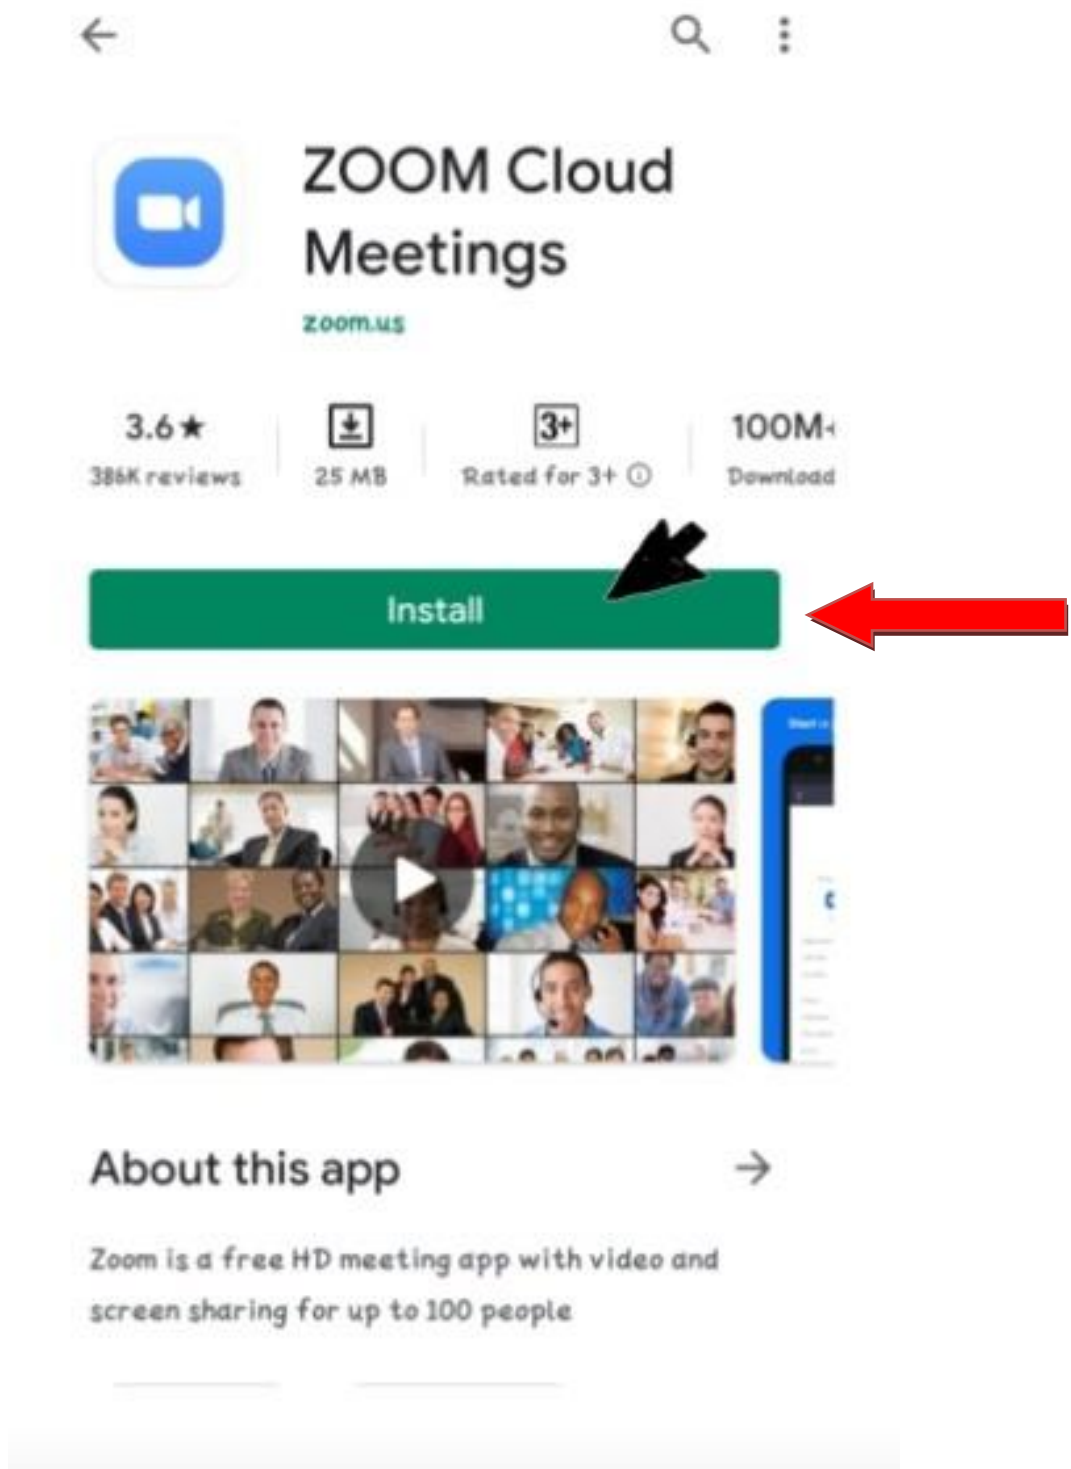 ZOOM Cloud
Meetings
zoom.us
3.6★
386K reviews
25 MB
3+
Rated for 3+
100M+
Download
Install
About this app
Zoom is a free HD meeting app with video and
screen sharing for up to 100 people